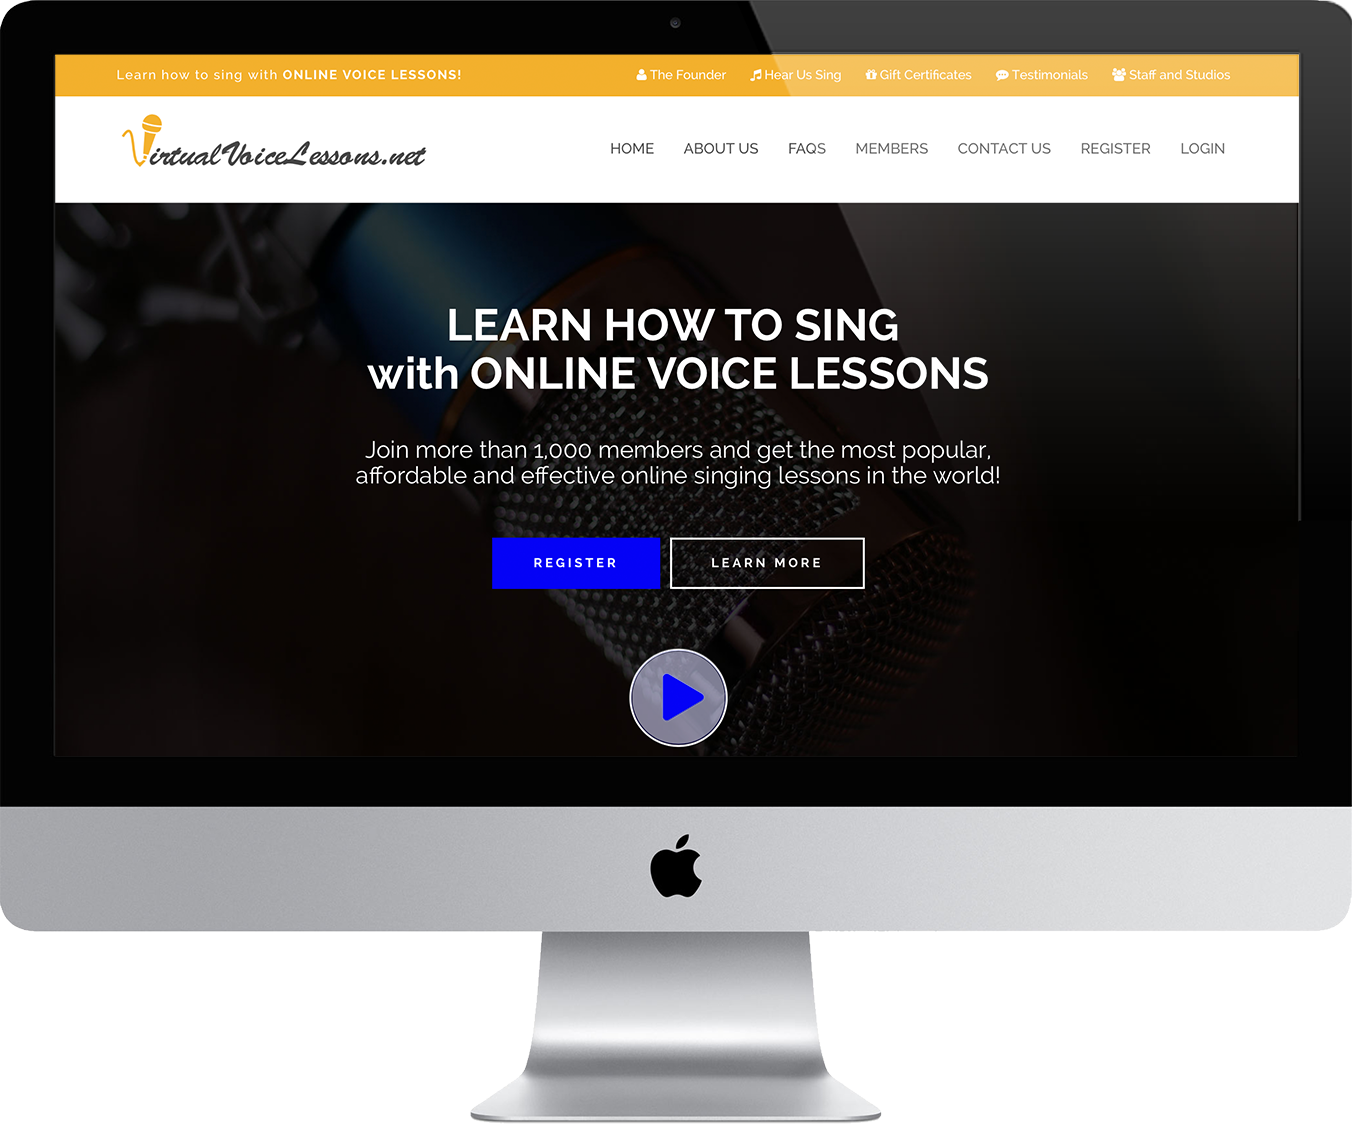 Learn how to sing with ONLINE VOICE LESSONS!
The Founder Hear Us Sing Gift Certificates Testimonials Staff and Studios
VirtualVoiceLessons.net
HOME ABOUT US FAQS MEMBERS CONTACT US REGISTER LOGIN
LEARN HOW TO SING
with ONLINE VOICE LESSONS
Join more than 1,000 members and get the most popular,
affordable and effective online singing lessons in the world!
REGISTER LEARN MORE